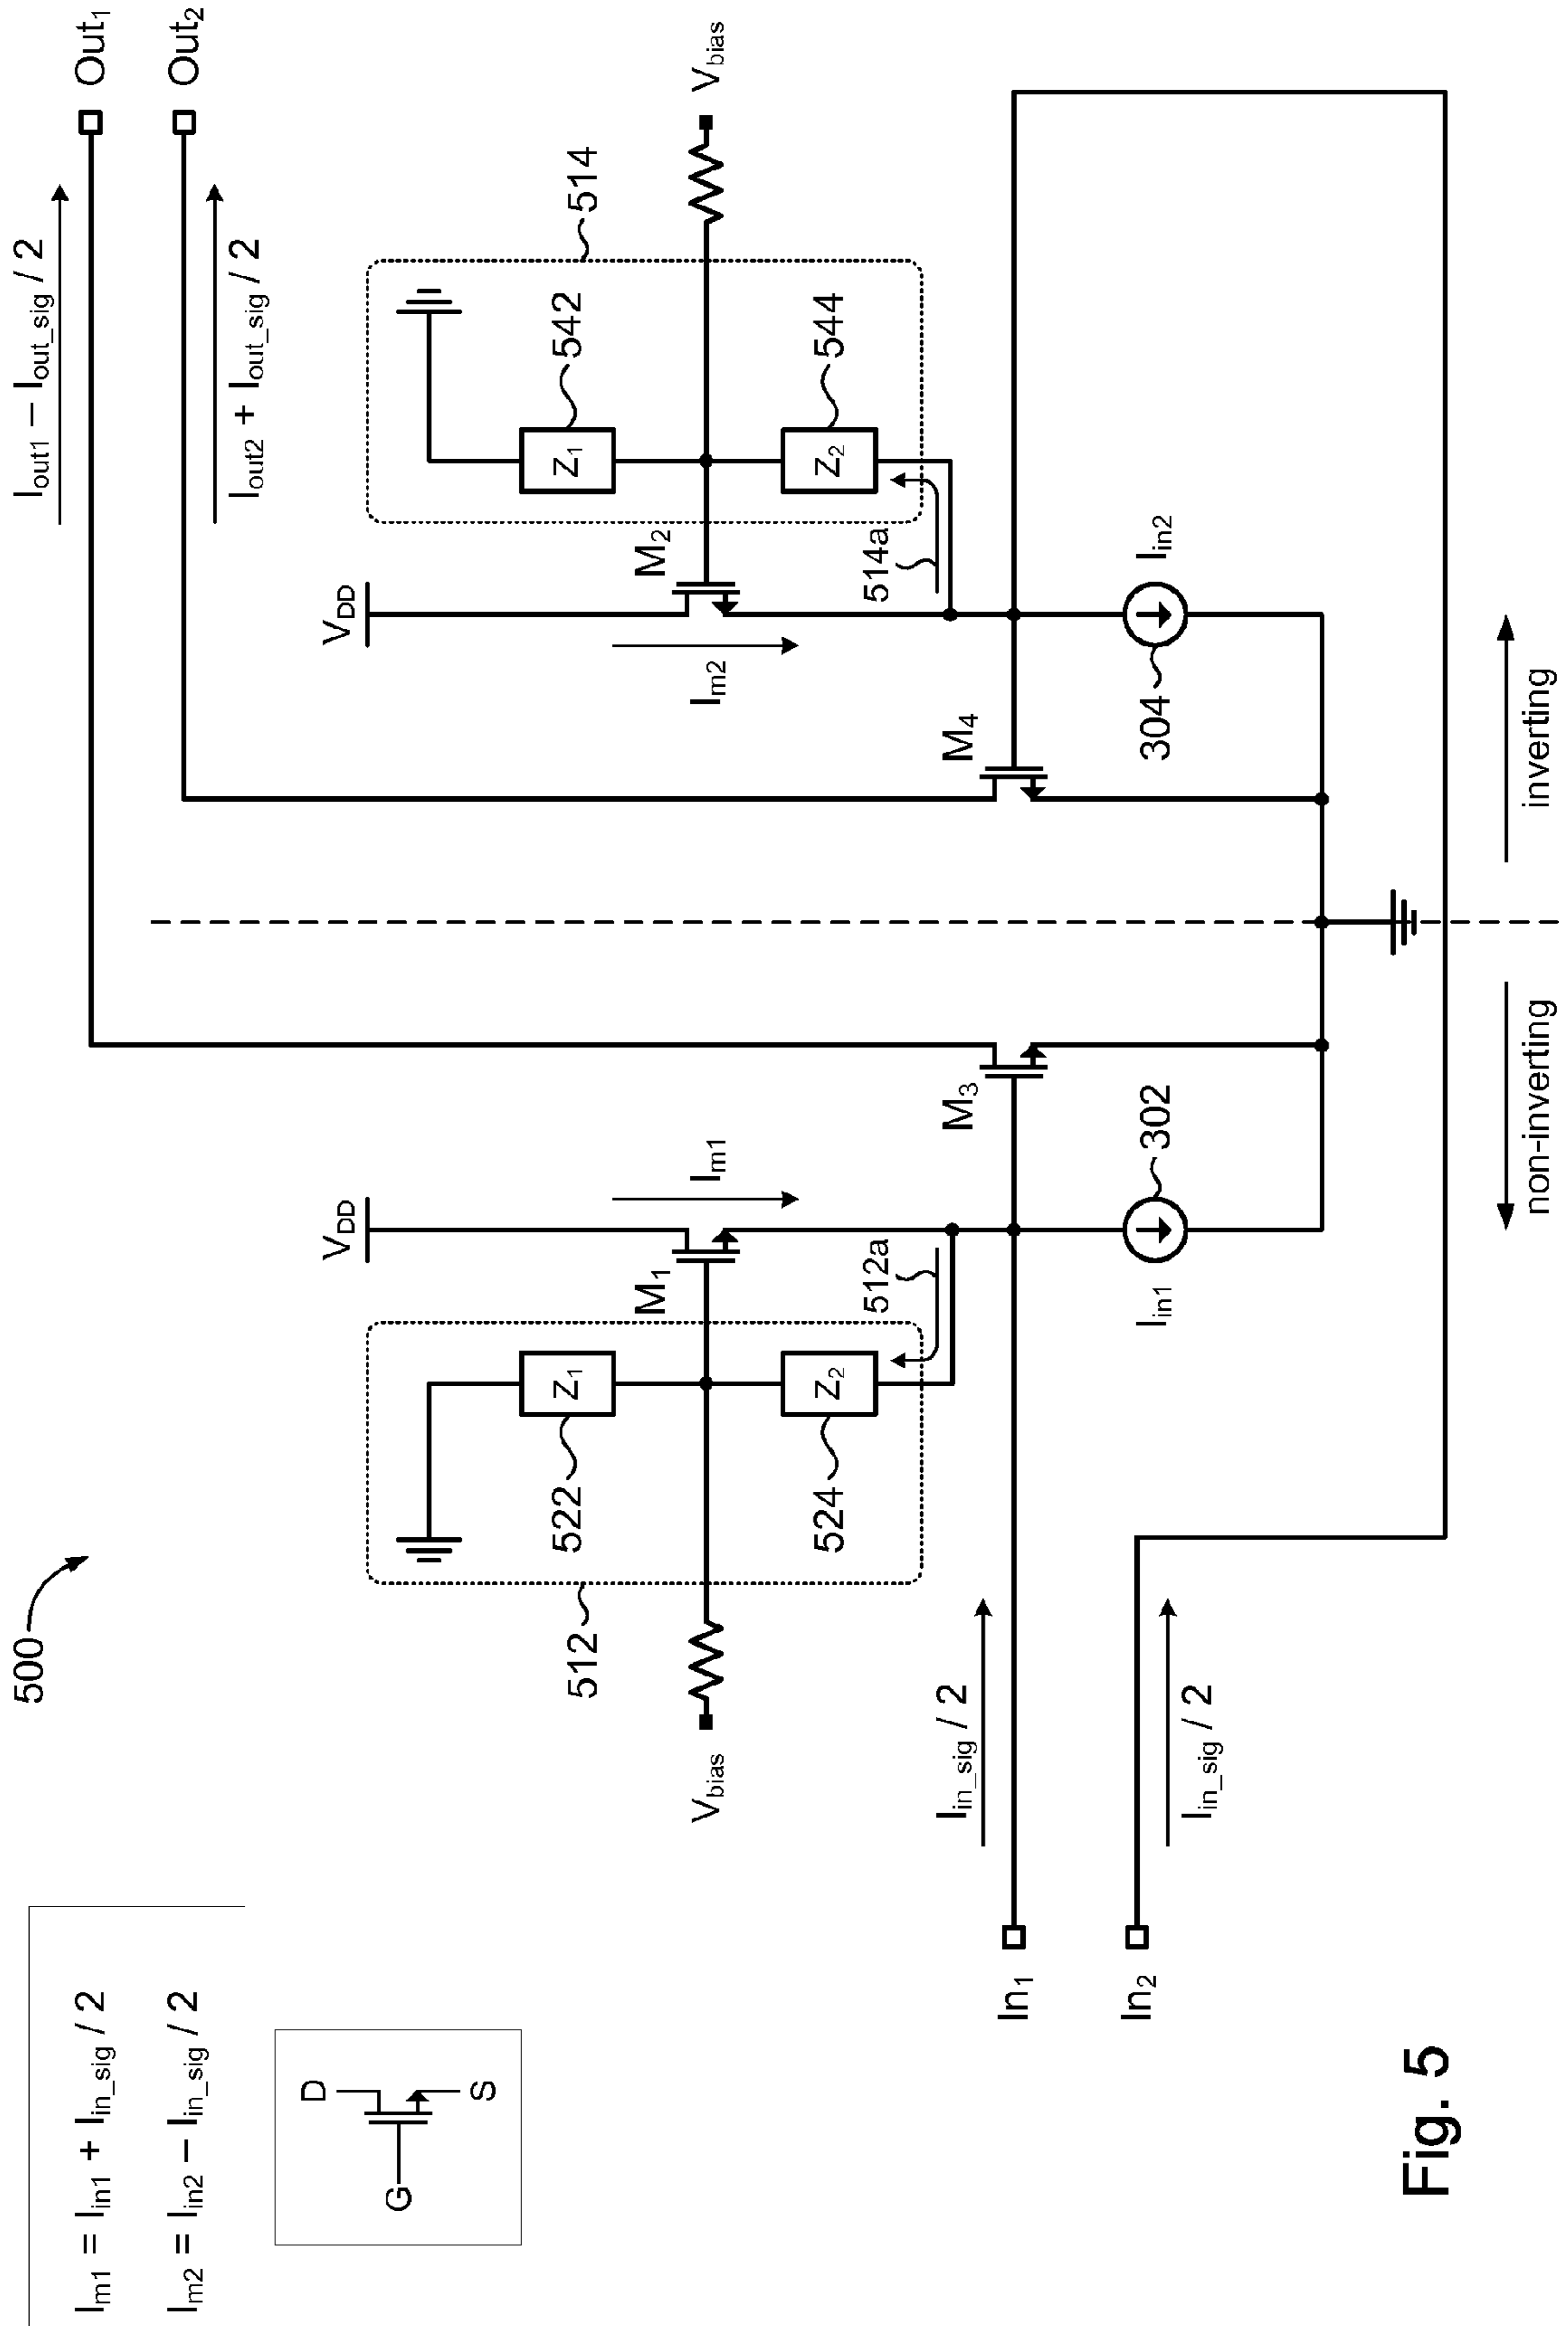 500
I_m1 = I_in1 + I_in_sig / 2
I_m2 = I_in2 – I_in_sig / 2
G
D
S
I_out1 – I_out_sig / 2
Out_1
Out_2
I_out2 + I_out_sig / 2
V_DD
V_DD
512
522
Z_1
M_1
I_m1
I_m2
M_2
Z_1
542
514
V_bias
V_bias
524
Z_2
512a
514a
Z_2
544
I_in_sig / 2
In_1
M_3
M_4
In_2
I_in_sig / 2
I_in1
302
304
I_in2
non-inverting
inverting
Fig. 5